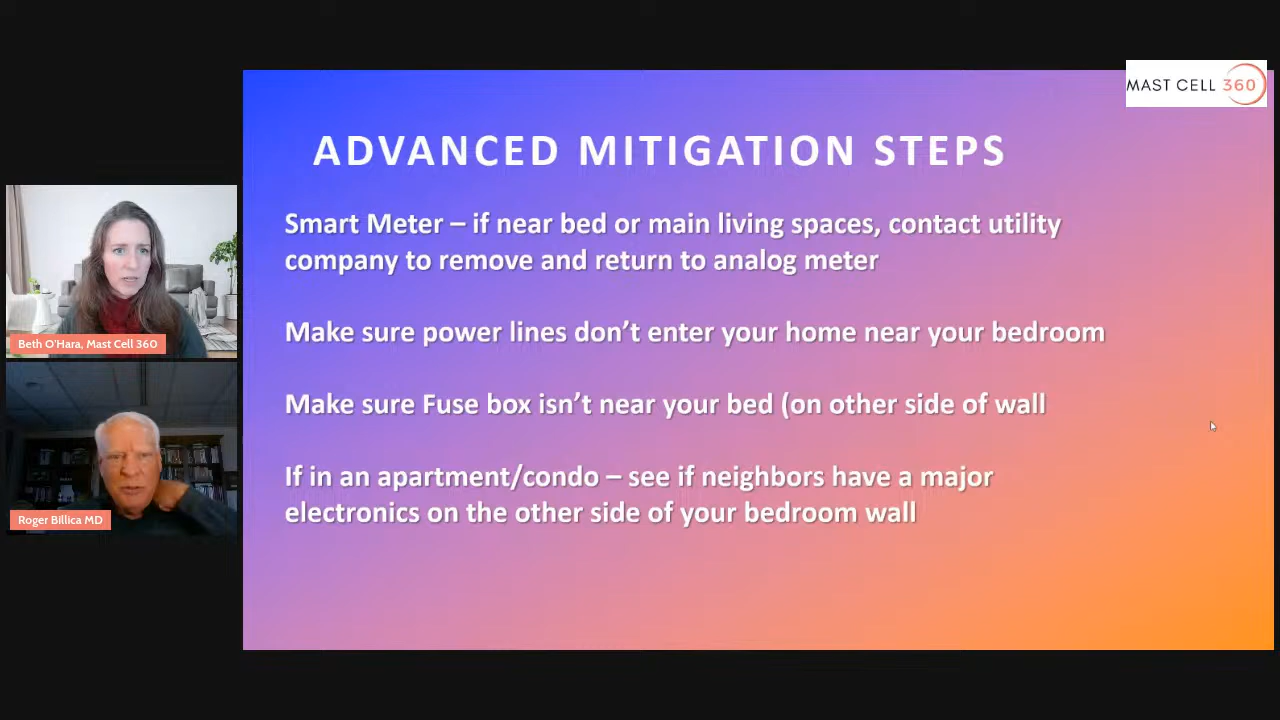 MAST CELL 360
ADVANCED MITIGATION STEPS
Smart Meter – if near bed or main living spaces, contact utility
company to remove and return to analog meter
Make sure power lines don't enter your home near your bedroom
Make sure Fuse box isn't near your bed (on other side of wall
If in an apartment/condo – see if neighbors have a major
electronics on the other side of your bedroom wall
Beth O'Hara, Mast Cell 360
Roger Billica MD